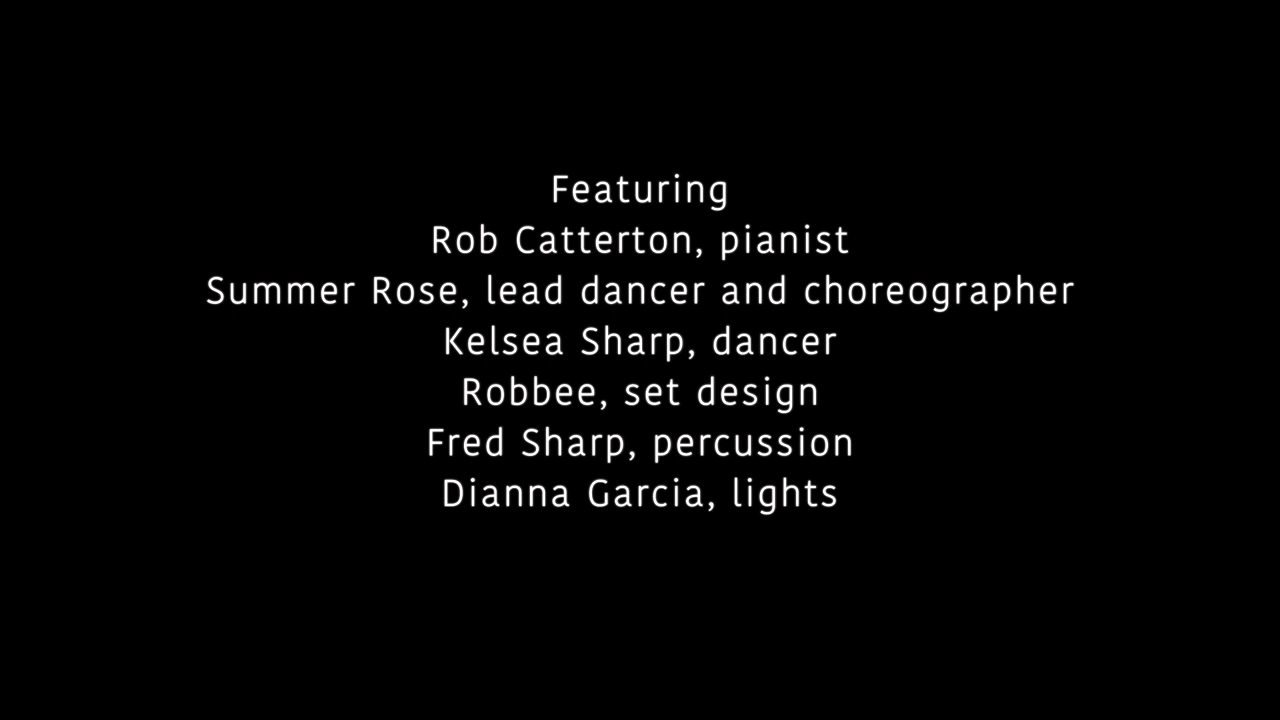 Featuring
Rob Catterton, pianist
Summer Rose, lead dancer and choreographer
Kelsea Sharp, dancer
Robbee, set design
Fred Sharp, percussion
Dianna Garcia, lights